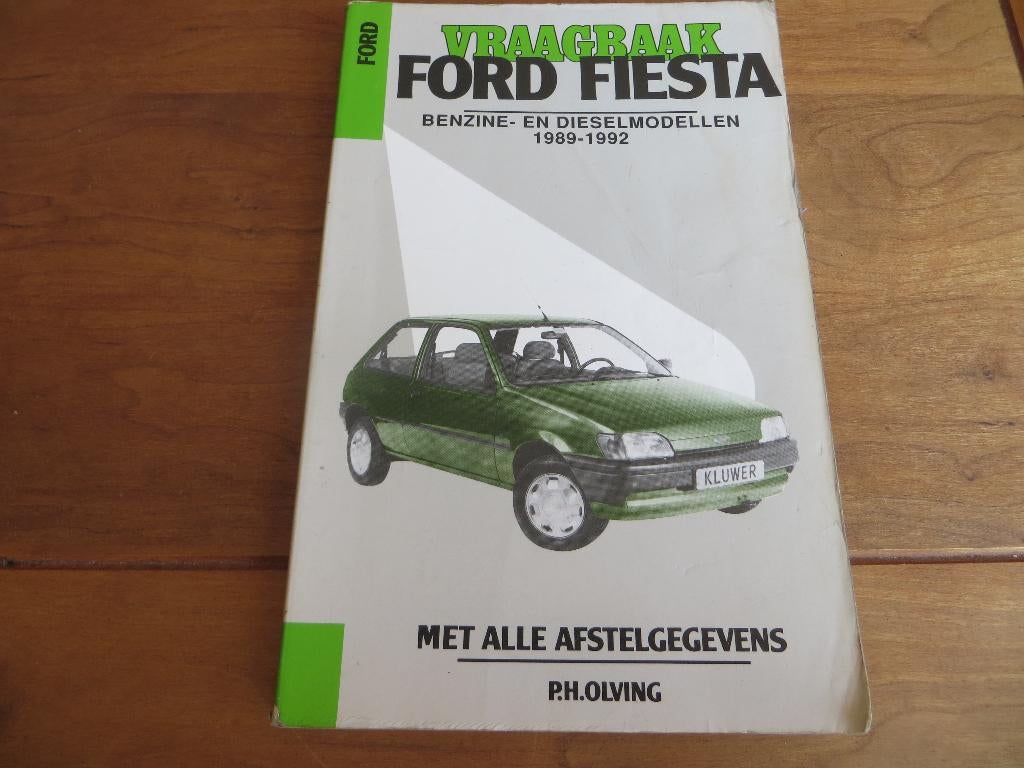 FORD
VRAAGBAAK
FORD FIESTA
BENZINE- EN DIESELMODELLEN
1989-1992
KLUWER
MET ALLE AFSTELGEGEVENS
P.H.OLVING